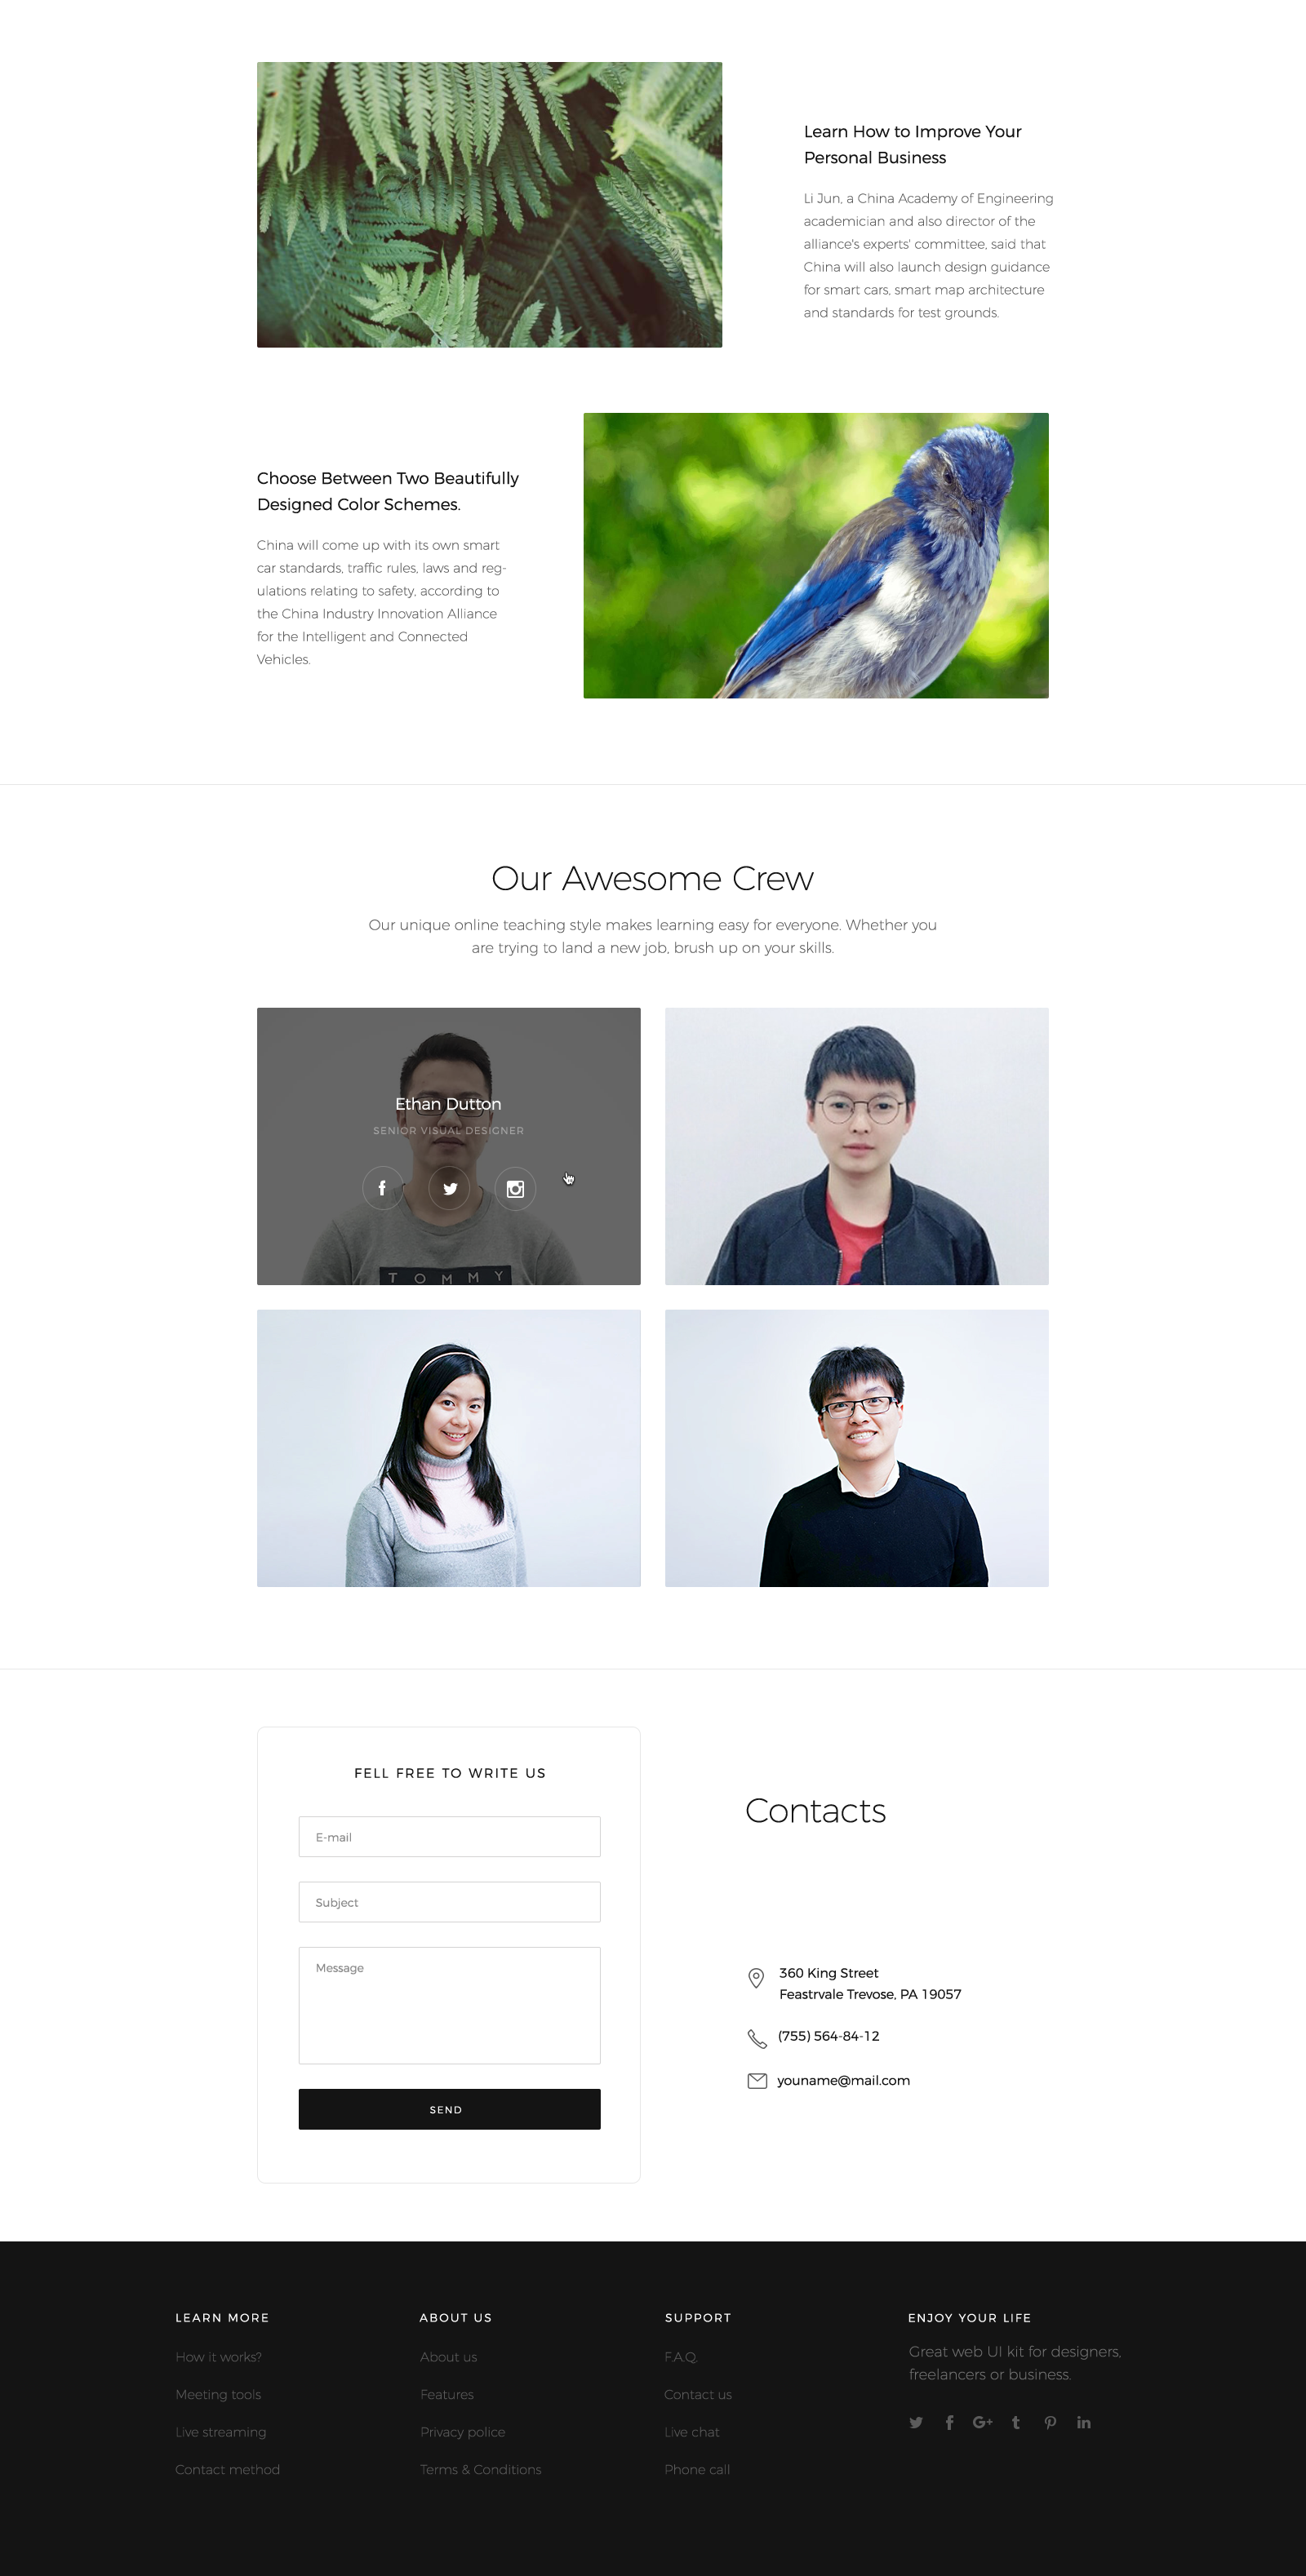 Learn How to Improve Your
Personal Business
Li Jun, a China Academy of Engineering
academician and also director of the
alliance's experts' committee, said that
China will also launch design guidance
for smart cars, smart map architecture
and standards for test grounds.
Choose Between Two Beautifully
Designed Color Schemes.
China will come up with its own smart
car standards, traffic rules, laws and reg-
ulations relating to safety, according to
the China Industry Innovation Alliance
for the Intelligent and Connected
Vehicles.
Our Awesome Crew
Our unique online teaching style makes learning easy for everyone. Whether you
are trying to land a new job, brush up on your skills.
Ethan Dutton
SENIOR VISUAL DESIGNER
TOMMY
FELL FREE TO WRITE US
E-mail
Subject
Message
SEND
Contacts
360 King Street
Feastrvale Trevose, PA 19057
(755) 564-84-12
youname@mail.com
LEARN MORE
How it works?
Meeting tools
Live streaming
Contact method
ABOUT US
About us
Features
Privacy police
Terms & Conditions
SUPPORT
F.A.Q.
Contact us
Live chat
Phone call
ENJOY YOUR LIFE
Great web UI kit for designers,
freelancers or business.